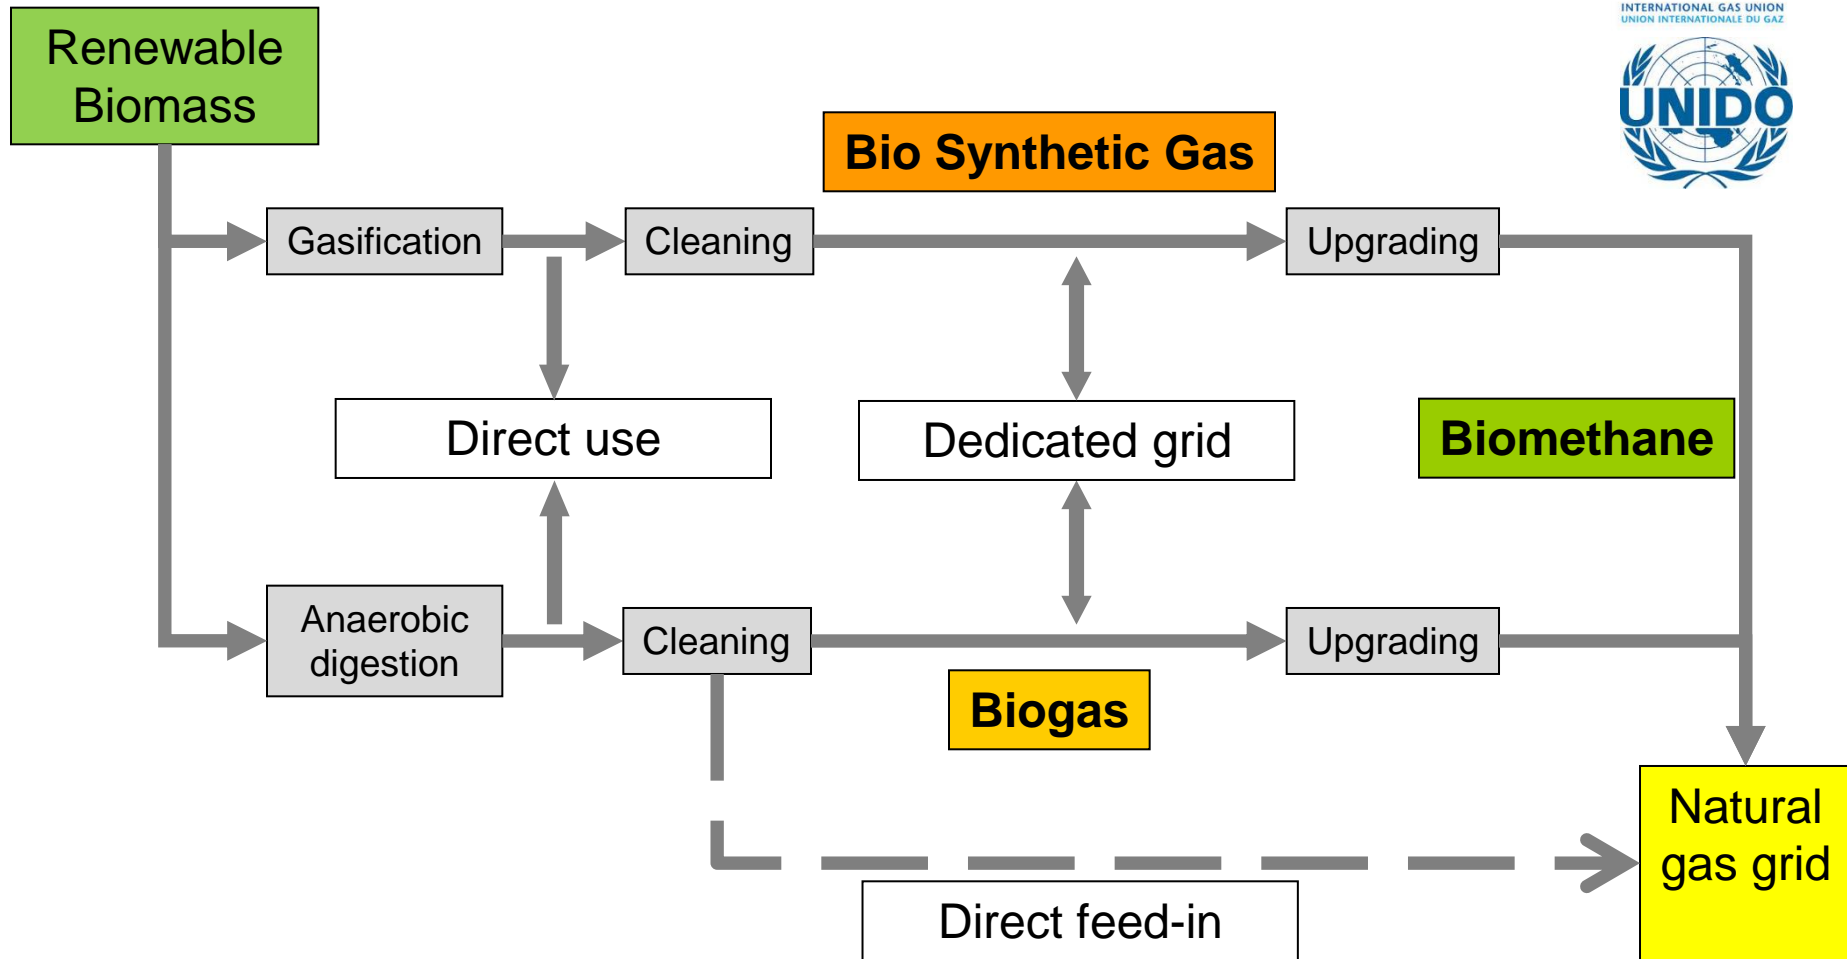 INTERNATIONAL GAS UNION
UNION INTERNATIONALE DU GAZ
UNIDO
Renewable
Biomass
Bio Synthetic Gas
Gasification
Cleaning
Upgrading
Direct use
Dedicated grid
Biomethane
Anaerobic
digestion
Cleaning
Upgrading
Biogas
Natural
gas grid
Direct feed-in